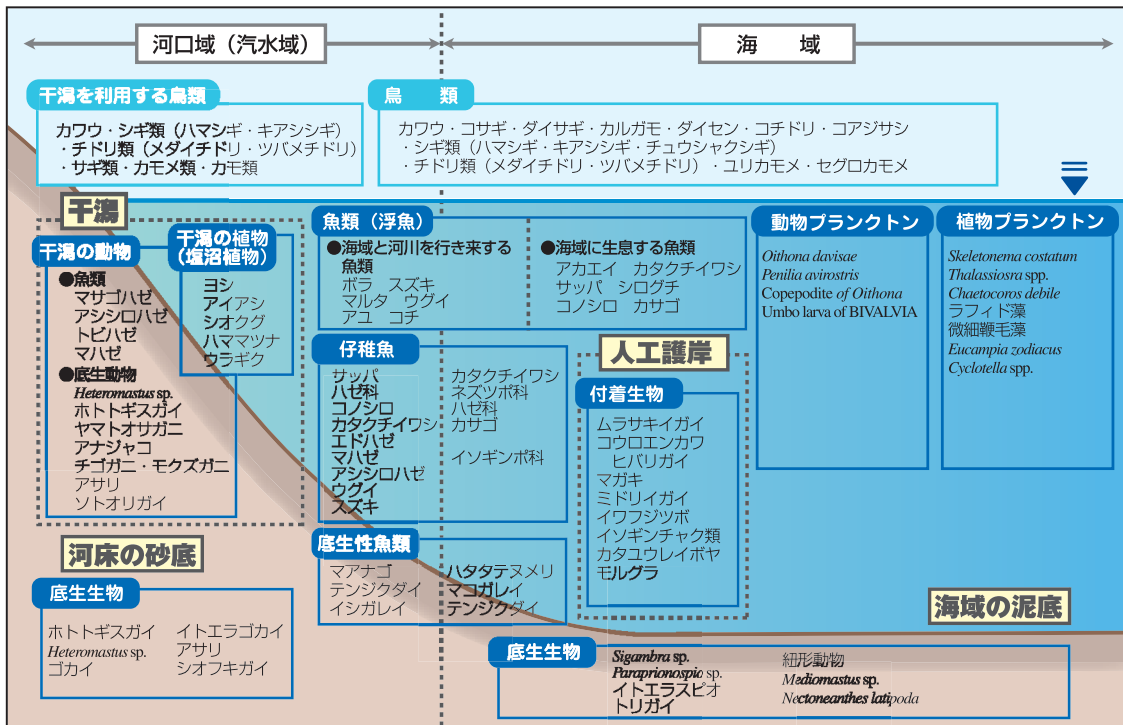 河口域（汽水域）
海　域
干潟を利用する鳥類
カワウ・シギ類（ハマシギ・キアシシギ）
・チドリ類（メダイチドリ・ツバメチドリ）
・サギ類・カモメ類・カモ類
鳥　類
カワウ・コサギ・ダイサギ・カルガモ・ダイセン・コチドリ・コアジサシ
・シギ類（ハマシギ・キアシシギ・チュウシャクシギ）
・チドリ類（メダイチドリ・ツバメチドリ）・ユリカモメ・セグロカモメ
干潟
干潟の動物
●魚類
マサゴハゼ
アシシロハゼ
トビハゼ
マハゼ
●底生動物
Heteromastus sp.
ホトトギスガイ
ヤマトオサガニ
アナジャコ
チゴガニ・モクズガニ
アサリ
ソトオリガイ
干潟の植物
（塩沼植物）
ヨシ
アイアシ
シオクグ
ハママツナ
ウラギク
魚類（浮魚）
●海域と河川を行き来する
魚類
ボラ　スズキ
マルタ　ウグイ
アユ　コチ
●海域に生息する魚類
アカエイ　カタクチイワシ
サッパ　シログチ
コノシロ　カサゴ
仔稚魚
サッパ
ハゼ科
コノシロ
カタクチイワシ
エドハゼ
マハゼ
アシシロハゼ
ウグイ
スズキ
カタクチイワシ
ネズツポ科
ハゼ科
カサゴ
イソギンポ科
底生性魚類
マアナゴ
テンジクダイ
イシガレイ
ハタタテヌメリ
マコガレイ
テンジクダイ
人工護岸
付着生物
ムラサキイガイ
コウロエンカワ
ヒバリガイ
マガキ
ミドリイガイ
イワフジツボ
イソギンチャク類
カタユウレイボヤ
モルグラ
動物プランクトン
Oithona davisae
Penilia avirostris
Copepodite of Oithona
Umbo larva of BIVALVIA
植物プランクトン
Skeletonema costatum
Thalassiosra spp.
Chaetocoros debile
ラフィド藻
微細鞭毛藻
Eucampia zodiacus
Cyclotella spp.
河床の砂底
底生生物
ホトトギスガイ
Heteromastus sp.
ゴカイ
イトエラゴカイ
アサリ
シオフキガイ
海域の泥底
底生生物
Sigambra sp.
Paraprionospio sp.
イトエラスピオ
トリガイ
紐形動物
Mediomastus sp.
Nectoneanthes latipoda